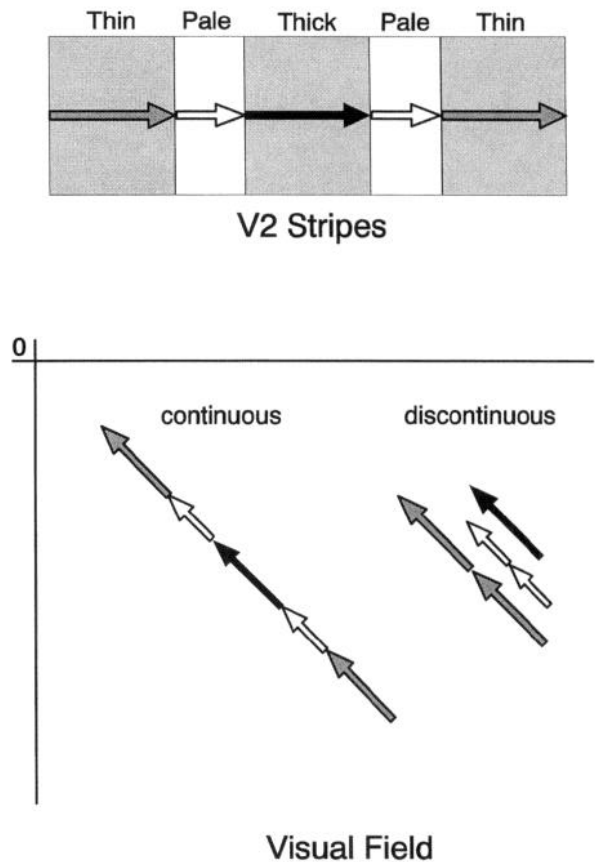 Thin Pale Thick Pale Thin
V2 Stripes
0
continuous discontinuous
Visual Field